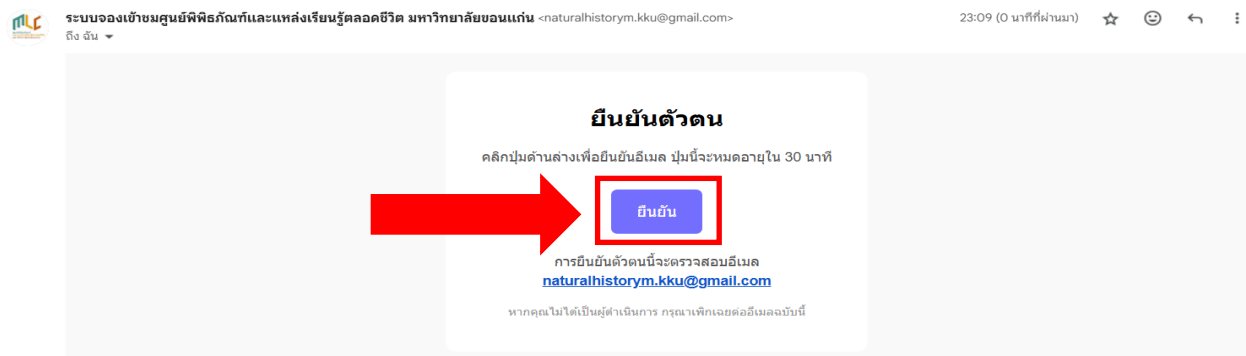 ระบบจองเข้าชมศูนย์พิพิธภัณฑ์และแหล่งเรียนรู้ตลอดชีวิต มหาวิทยาลัยขอนแก่น <naturalhistorym.kku@gmail.com> 23:09 (0 นาทีที่ผ่านมา)
ถึง ฉัน
ยืนยันตัวตน
คลิกปุ่มด้านล่างเพื่อยืนยันอีเมล ปุ่มนี้จะหมดอายุใน 30 นาที
ยืนยัน
การยืนยันตัวตนนี้จะตรวจสอบอีเมล
naturalhistorym.kku@gmail.com
หากคุณไม่ได้เป็นผู้ดำเนินการ กรุณาเพิกเฉยต่ออีเมลฉบับนี้